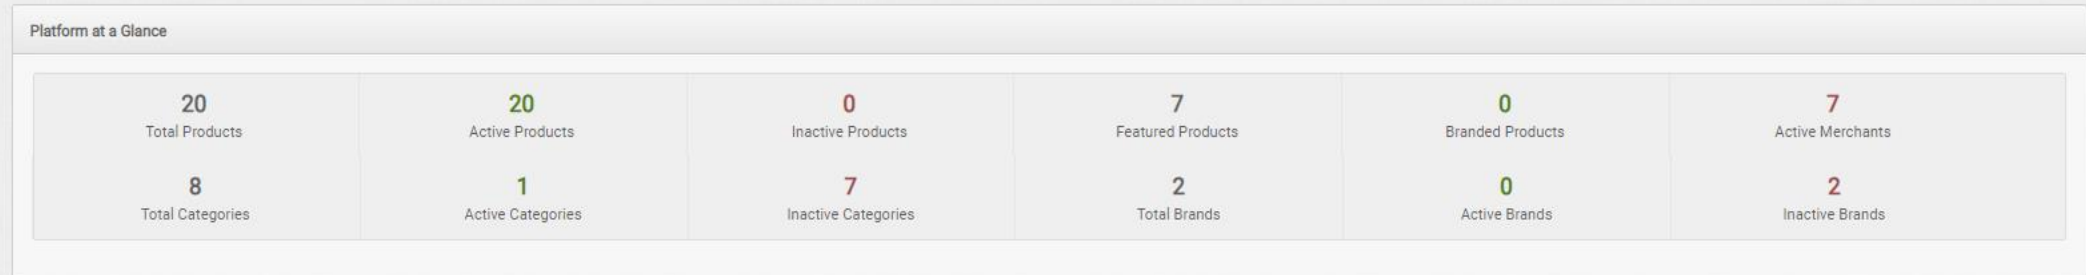 Platform at a Glance
20 20 0 7 0 7
Total Products Active Products Inactive Products Featured Products Branded Products Active Merchants
8 1 7 2 0 2
Total Categories Active Categories Inactive Categories Total Brands Active Brands Inactive Brands